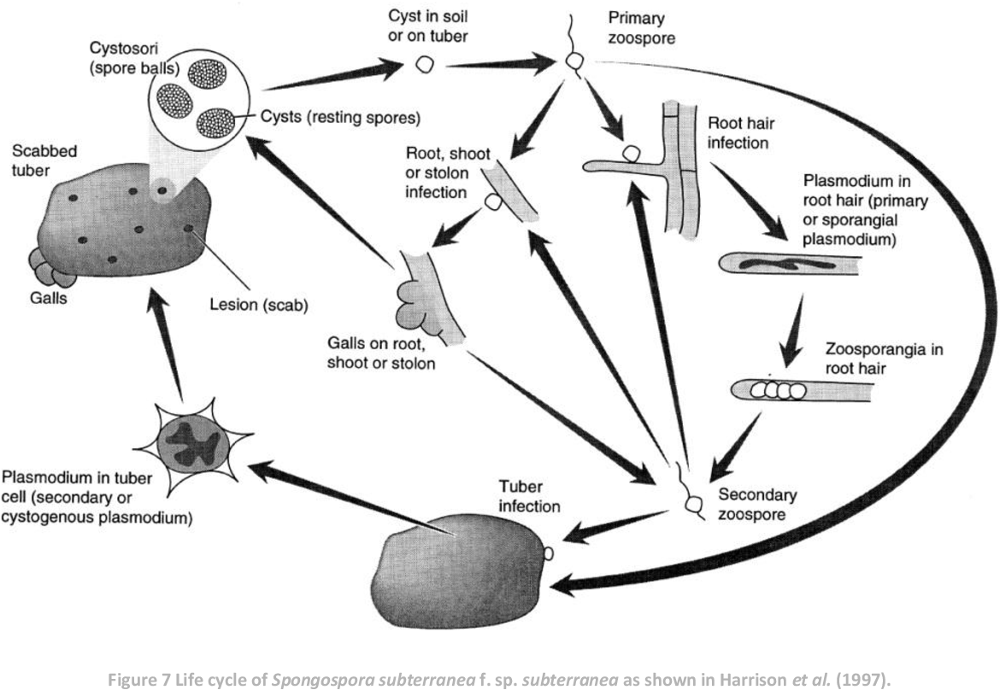 Cyst in soil
or on tuber
Primary
zoospore
Cystosori
(spore balls)
Cysts (resting spores)
Root hair
infection
Scabbed
tuber
Root, shoot
or stolon
infection
Plasmodium in
root hair (primary
or sporangial
plasmodium)
Galls
Lesion (scab)
Galls on root,
shoot or stolon
Zoosporangia in
root hair
Plasmodium in tuber
cell (secondary or
cystogenous plasmodium)
Tuber
infection
Secondary
zoospore
Figure 7 Life cycle of Spongospora subterranea f. sp. subterranea as shown in Harrison et al. (1997).